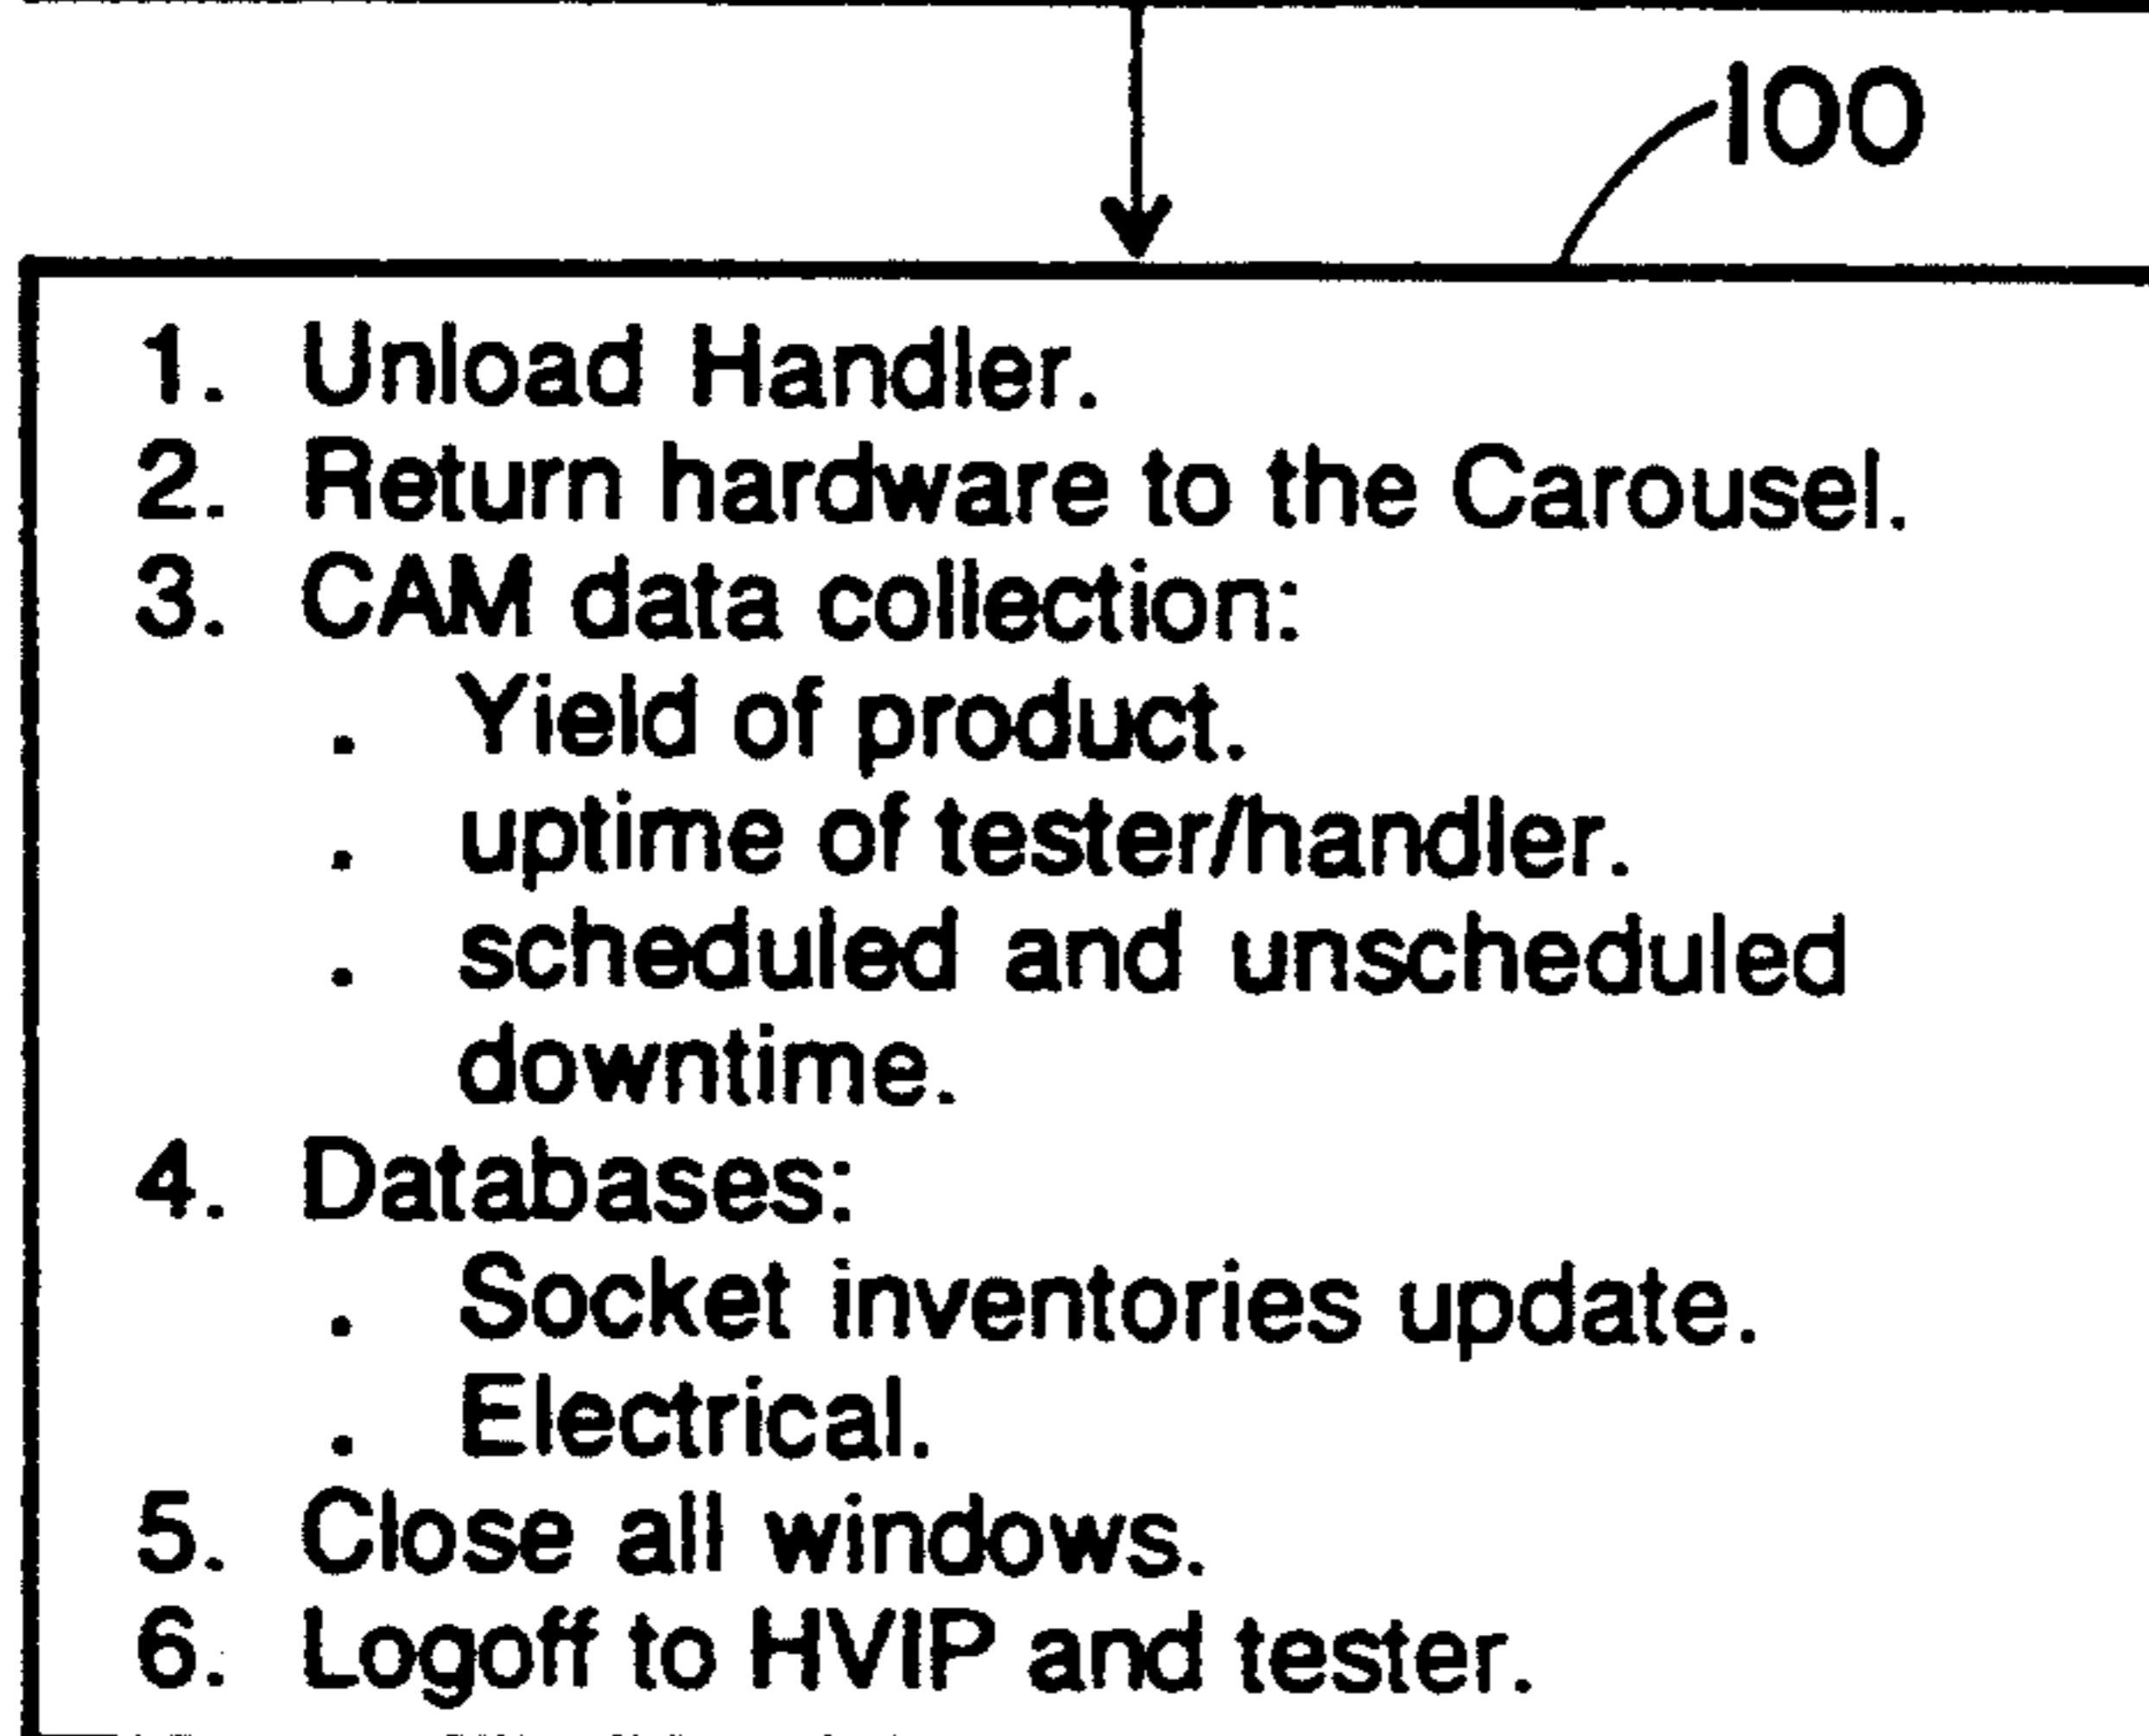 100
1. Unload Handler.
2. Return hardware to the Carousel.
3. CAM data collection:
. Yield of product.
. uptime of tester/handler.
. scheduled and unscheduled
downtime.
4. Databases:
. Socket inventories update.
. Electrical.
5. Close all windows.
6. Logoff to HVIP and tester.